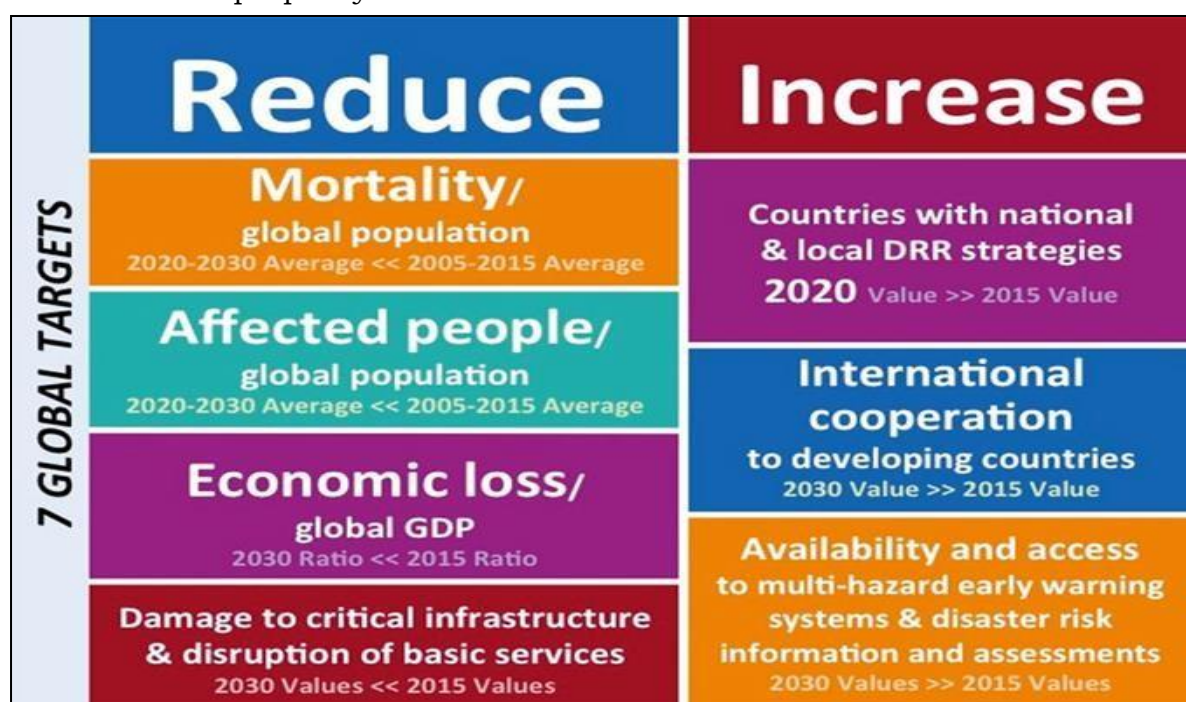 7 GLOBAL TARGETS
Reduce
Mortality/
global population
2020-2030 Average << 2005-2015 Average
Affected people/
global population
2020-2030 Average << 2005-2015 Average
Economic loss/
global GDP
2030 Ratio << 2015 Ratio
Damage to critical infrastructure
& disruption of basic services
2030 Values << 2015 Values
Increase
Countries with national
& local DRR strategies
2020 Value >> 2015 Value
International
cooperation
to developing countries
2030 Value >> 2015 Value
Availability and access
to multi-hazard early warning
systems & disaster risk
information and assessments
2030 Values >> 2015 Values